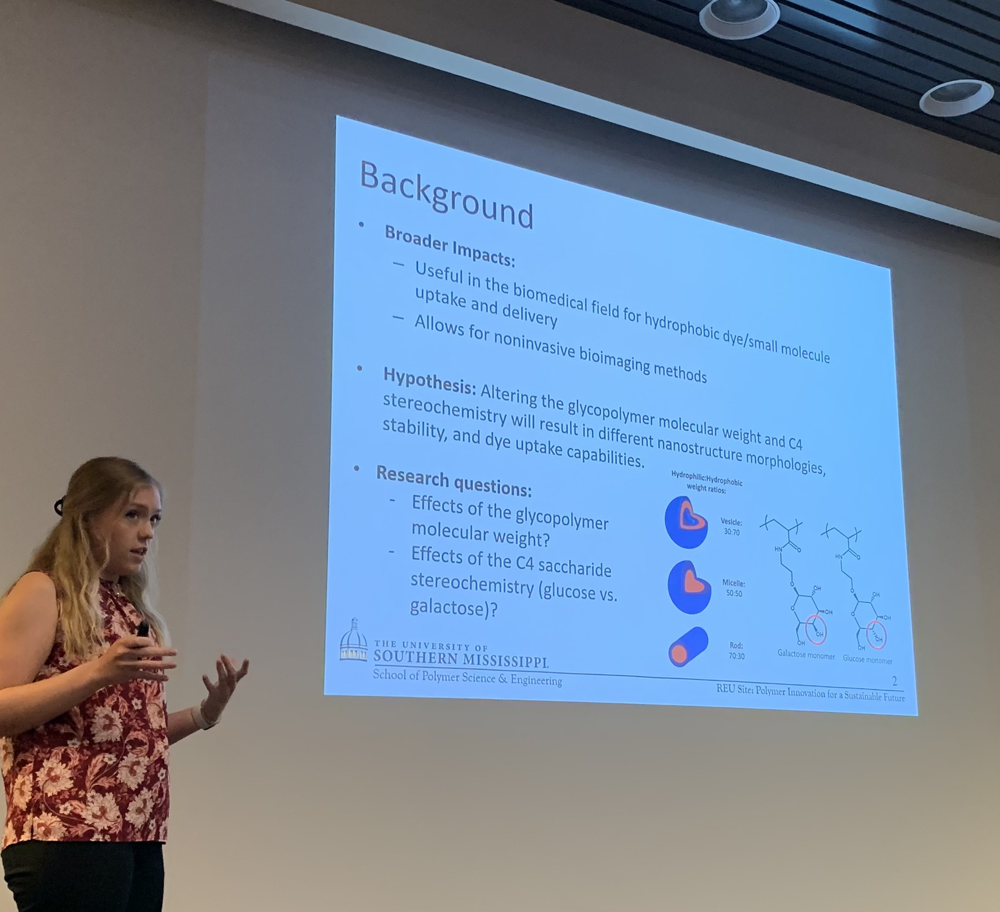 Background
• Broader Impacts:
– Useful in the biomedical field for hydrophobic dye/small molecule
uptake and delivery
– Allows for noninvasive bioimaging methods
• Hypothesis: Altering the glycopolymer molecular weight and C4
stereochemistry will result in different nanostructure morphologies,
stability, and dye uptake capabilities.
• Research questions:
- Effects of the glycopolymer
molecular weight?
- Effects of the C4 saccharide
stereochemistry (glucose vs.
galactose)?
Hydrophilic:Hydrophobic
weight ratios:
Vesicle:
30:70
Micelle:
50:50
Rod:
70:30
HN
O
O
OH
O
OH
OH
OH
Galactose monomer
HN
O
O
OH
O
OH
OH
OH
Glucose monomer
THE UNIVERSITY OF
SOUTHERN MISSISSIPPI.
School of Polymer Science & Engineering
2
REU Site: Polymer Innovation for a Sustainable Future